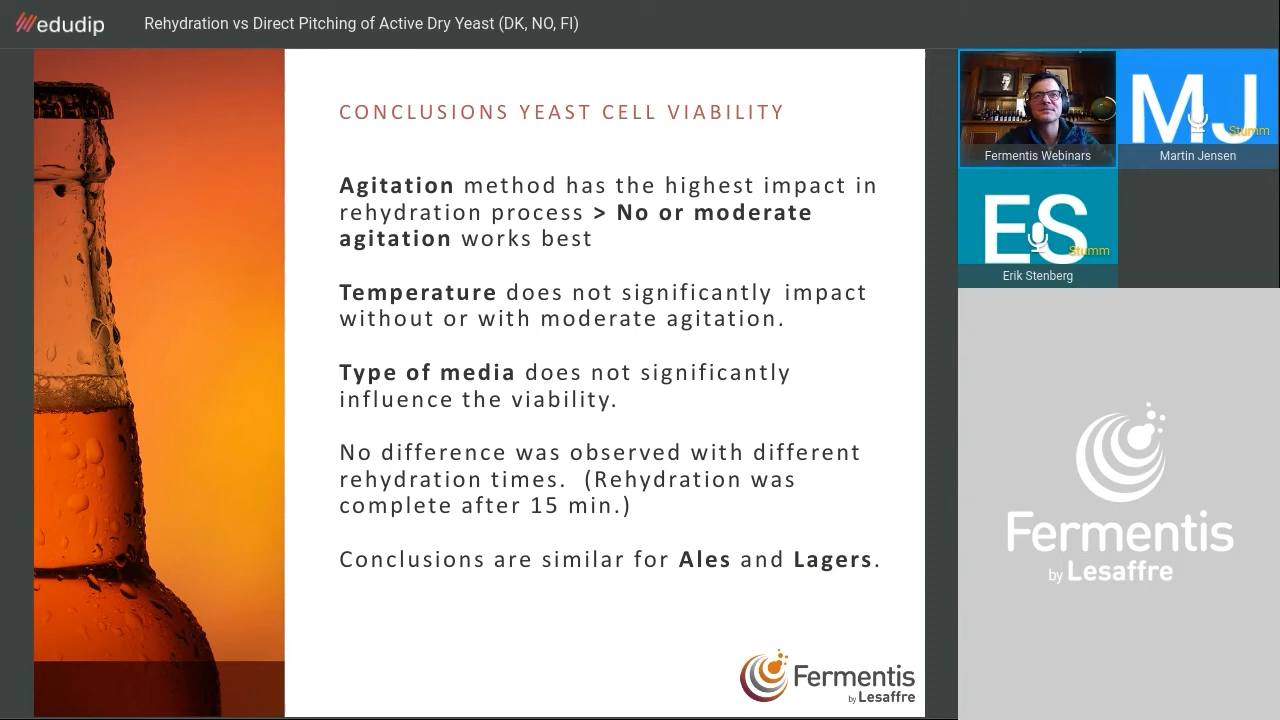 edudip
Rehydration vs Direct Pitching of Active Dry Yeast (DK, NO, FI)
CONCLUSIONS YEAST CELL VIABILITY
Agitation method has the highest impact in
rehydration process > No or moderate
agitation works best
Temperature does not significantly impact
without or with moderate agitation.
Type of media does not significantly
influence the viability.
No difference was observed with different
rehydration times. (Rehydration was
complete after 15 min.)
Conclusions are similar for Ales and Lagers.
Fermentis
by Lesaffre
Fermentis Webinars
MJ
Stumm
Martin Jensen
ES
Stumm
Erik Stenberg
Fermentis
by Lesaffre